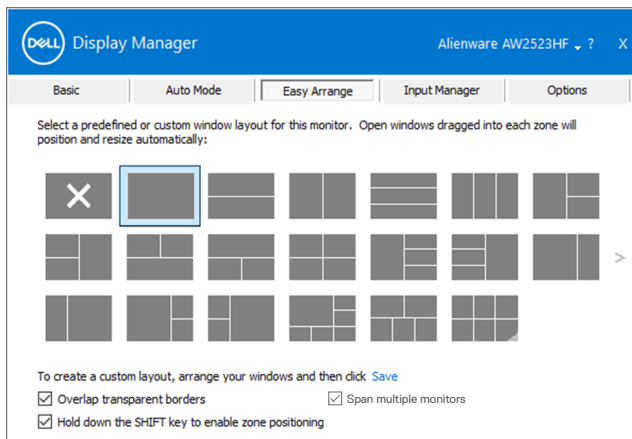 DELL Display Manager Alienware AW2523HF ? X
Basic Auto Mode Easy Arrange Input Manager Options
Select a predefined or custom window layout for this monitor. Open windows dragged into each zone will
position and resize automatically:
>
To create a custom layout, arrange your windows and then click Save
Overlap transparent borders Span multiple monitors
Hold down the SHIFT key to enable zone positioning